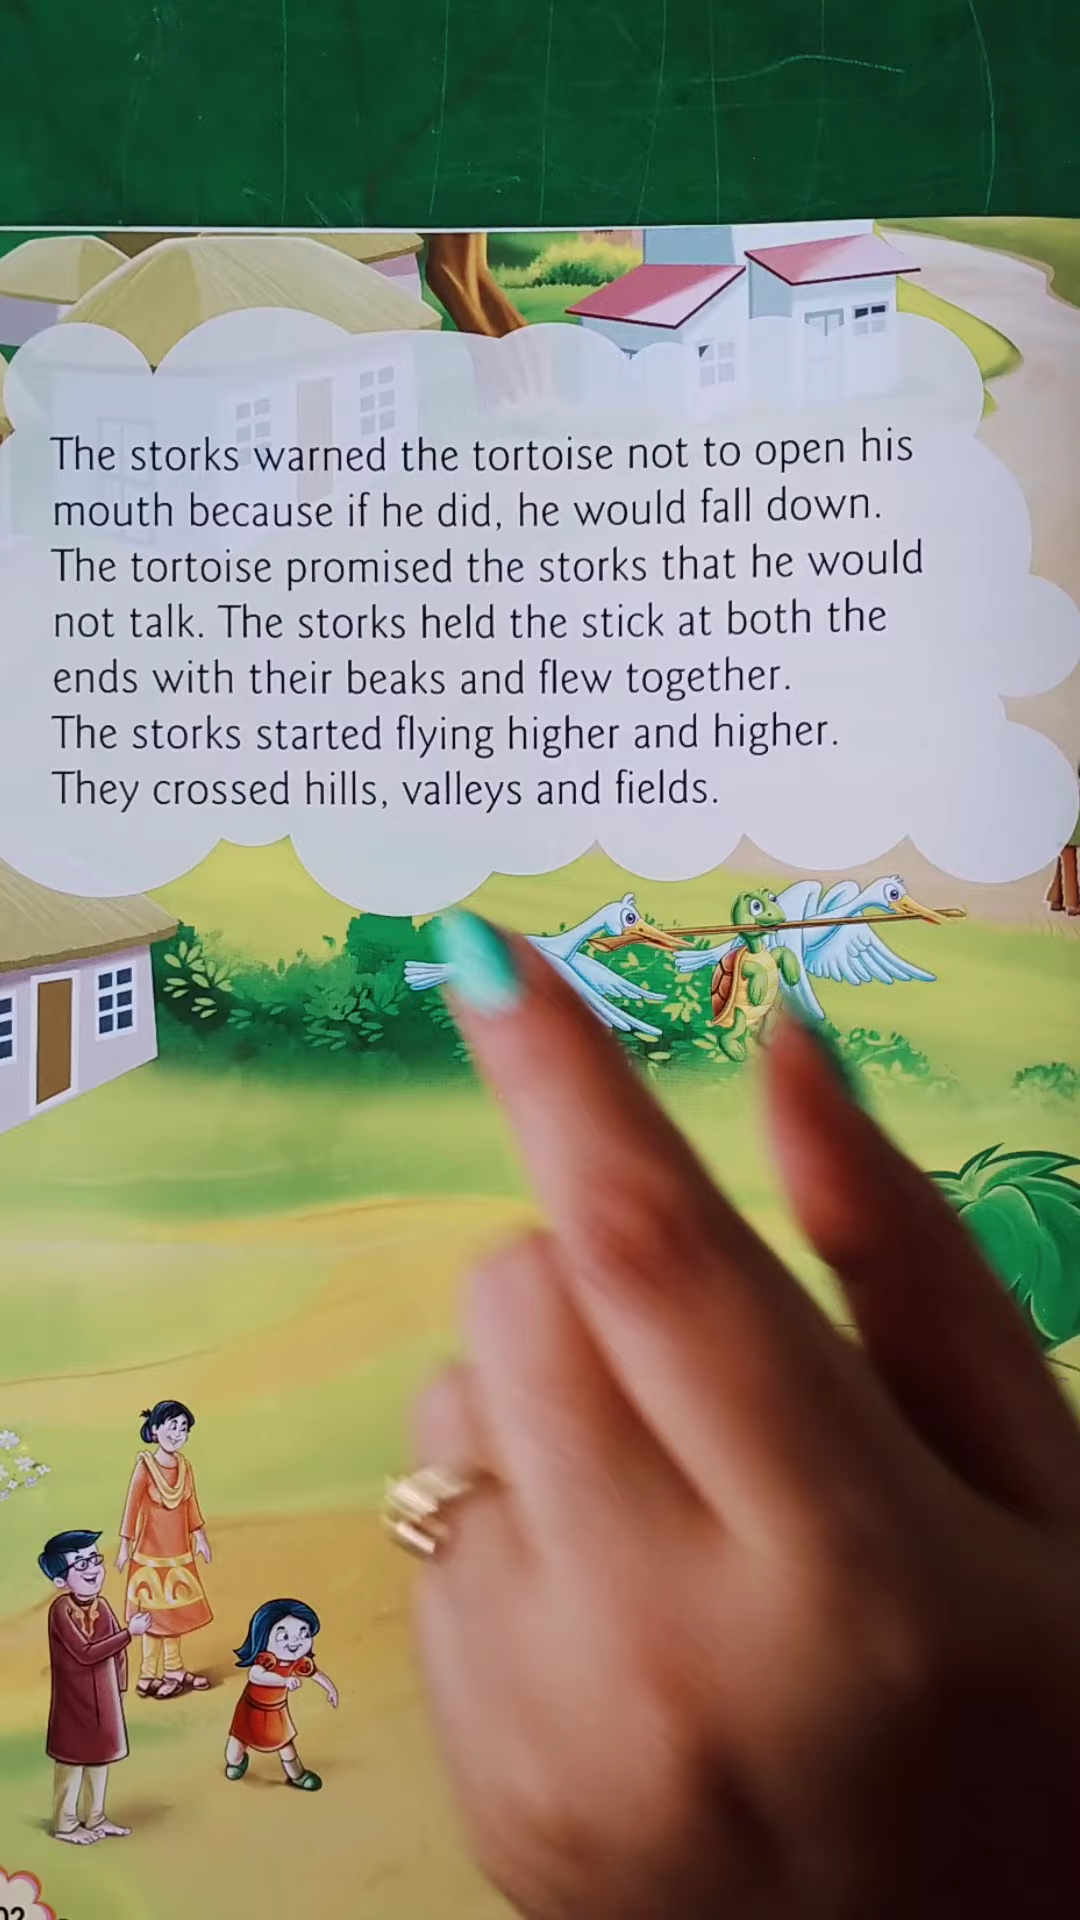 The storks warned the tortoise not to open his
mouth because if he did, he would fall down.
The tortoise promised the storks that he would
not talk. The storks held the stick at both the
ends with their beaks and flew together.
The storks started flying higher and higher.
They crossed hills, valleys and fields.